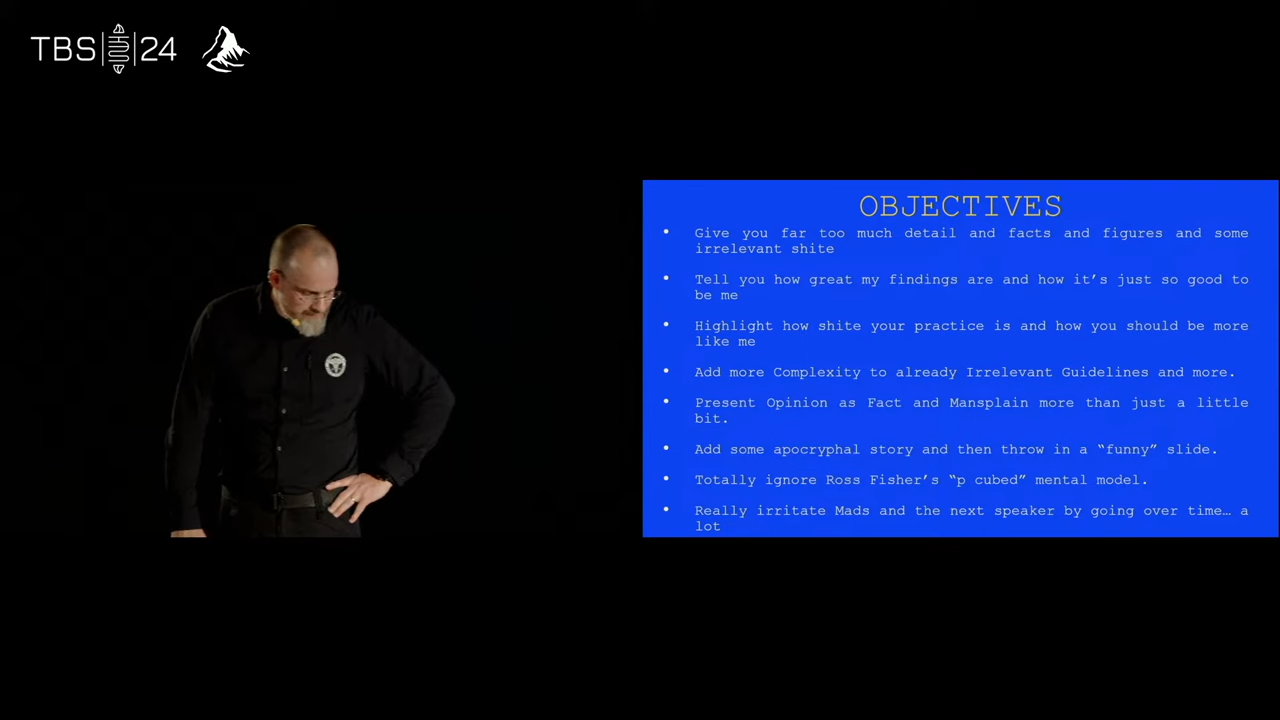 TBS 24
OBJECTIVES
• Give you far too much detail and facts and figures and some
irrelevant shite
• Tell you how great my findings are and how it’s just so good to
be me
• Highlight how shite your practice is and how you should be more
like me
• Add more Complexity to already Irrelevant Guidelines and more.
• Present Opinion as Fact and Mansplain more than just a little
bit.
• Add some apocryphal story and then throw in a “funny” slide.
• Totally ignore Ross Fisher’s “p cubed” mental model.
• Really irritate Mads and the next speaker by going over time… a
lot